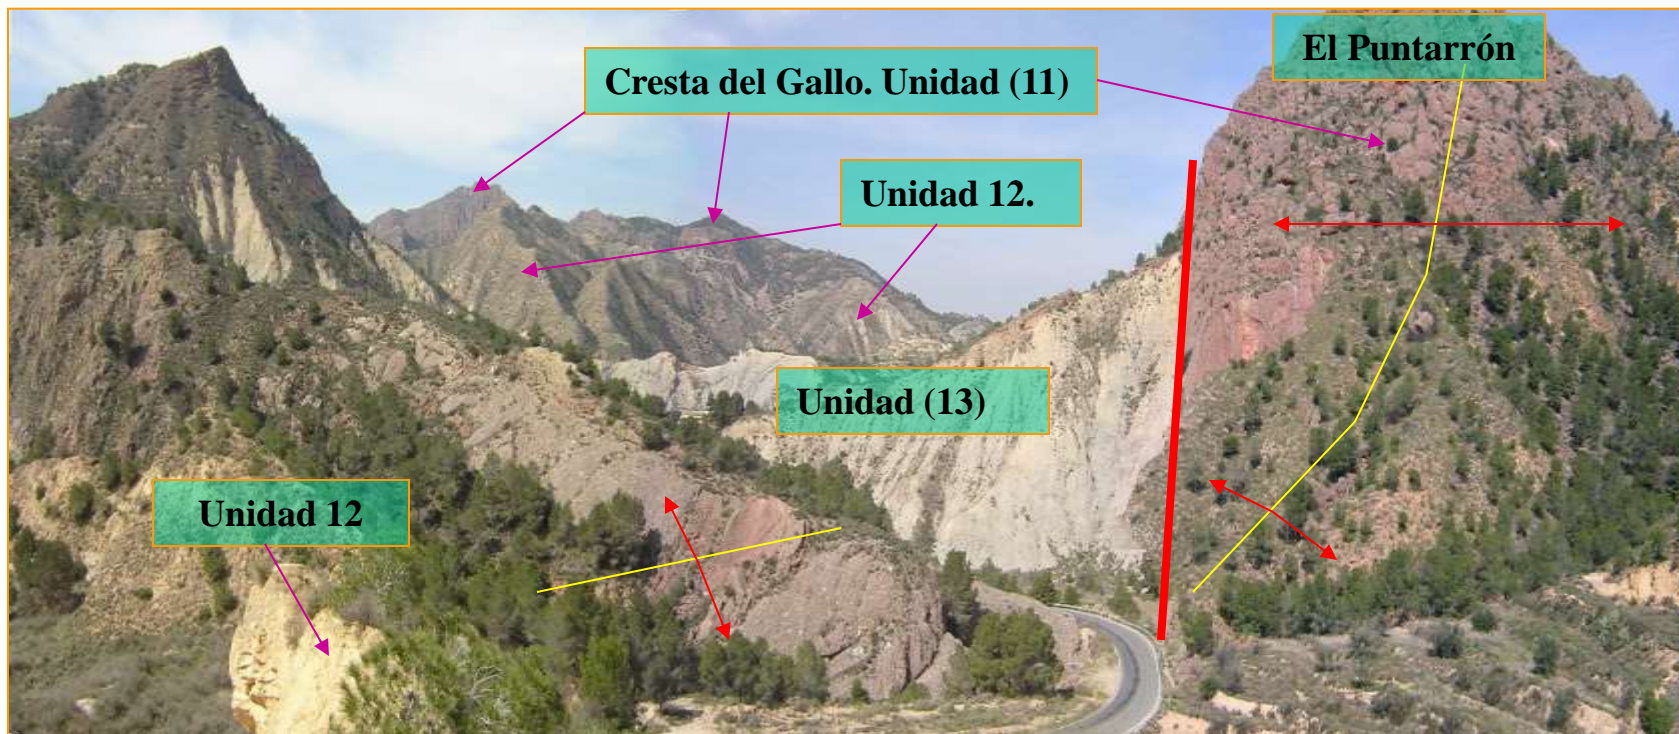 El Puntarrón
Cresta del Gallo. Unidad (11)
Unidad 12.
Unidad (13)
Unidad 12